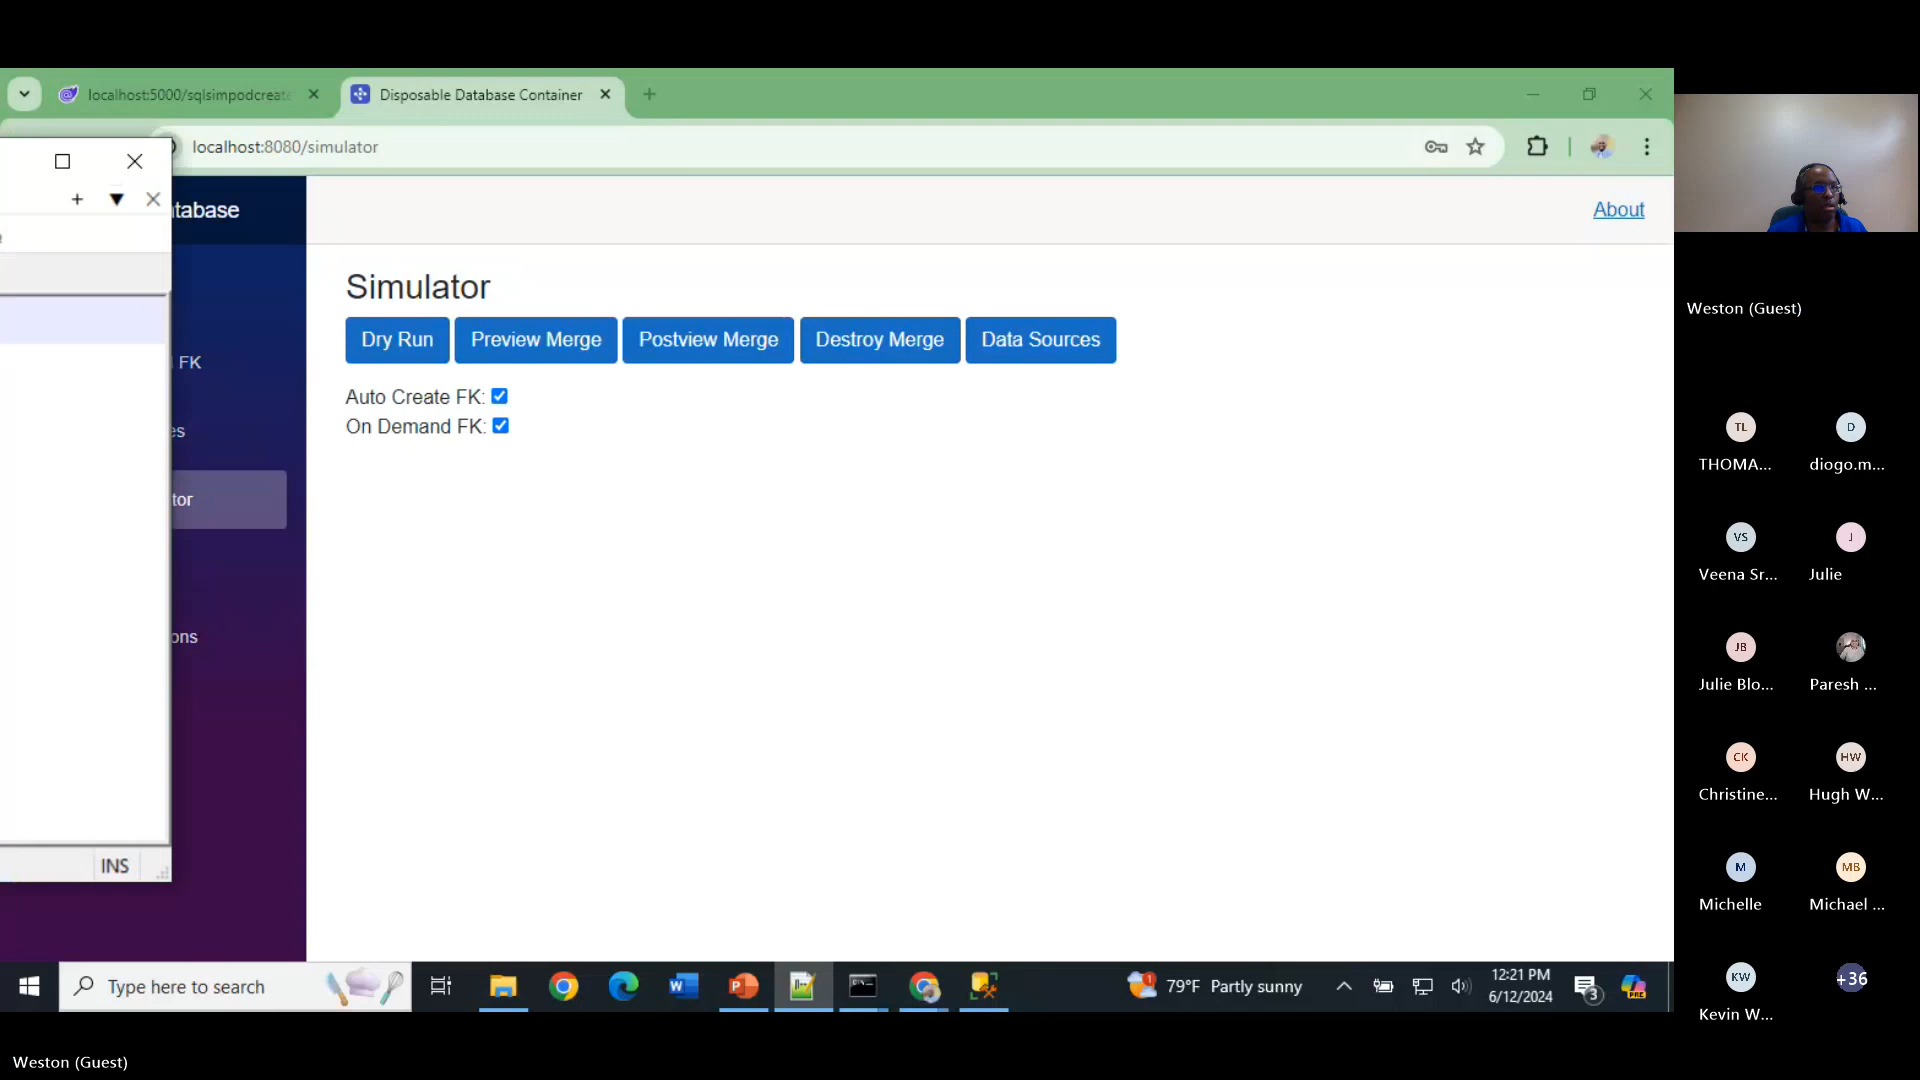 localhost:5000/sqlsimpodcreate
Disposable Database Container
localhost:8080/simulator
tabase
About
FK
es
tor
ons
Simulator
Dry Run
Preview Merge
Postview Merge
Destroy Merge
Data Sources
Auto Create FK:
On Demand FK:
INS
Type here to search
79°F Partly sunny
12:21 PM
6/12/2024
3
Weston (Guest)
TL
D
THOMA...
diogo.m...
VS
J
Veena Sr...
Julie
JB
Julie Blo...
Paresh ...
CK
HW
Christine...
Hugh W...
M
MB
Michelle
Michael ...
KW
+36
Kevin W...
Weston (Guest)